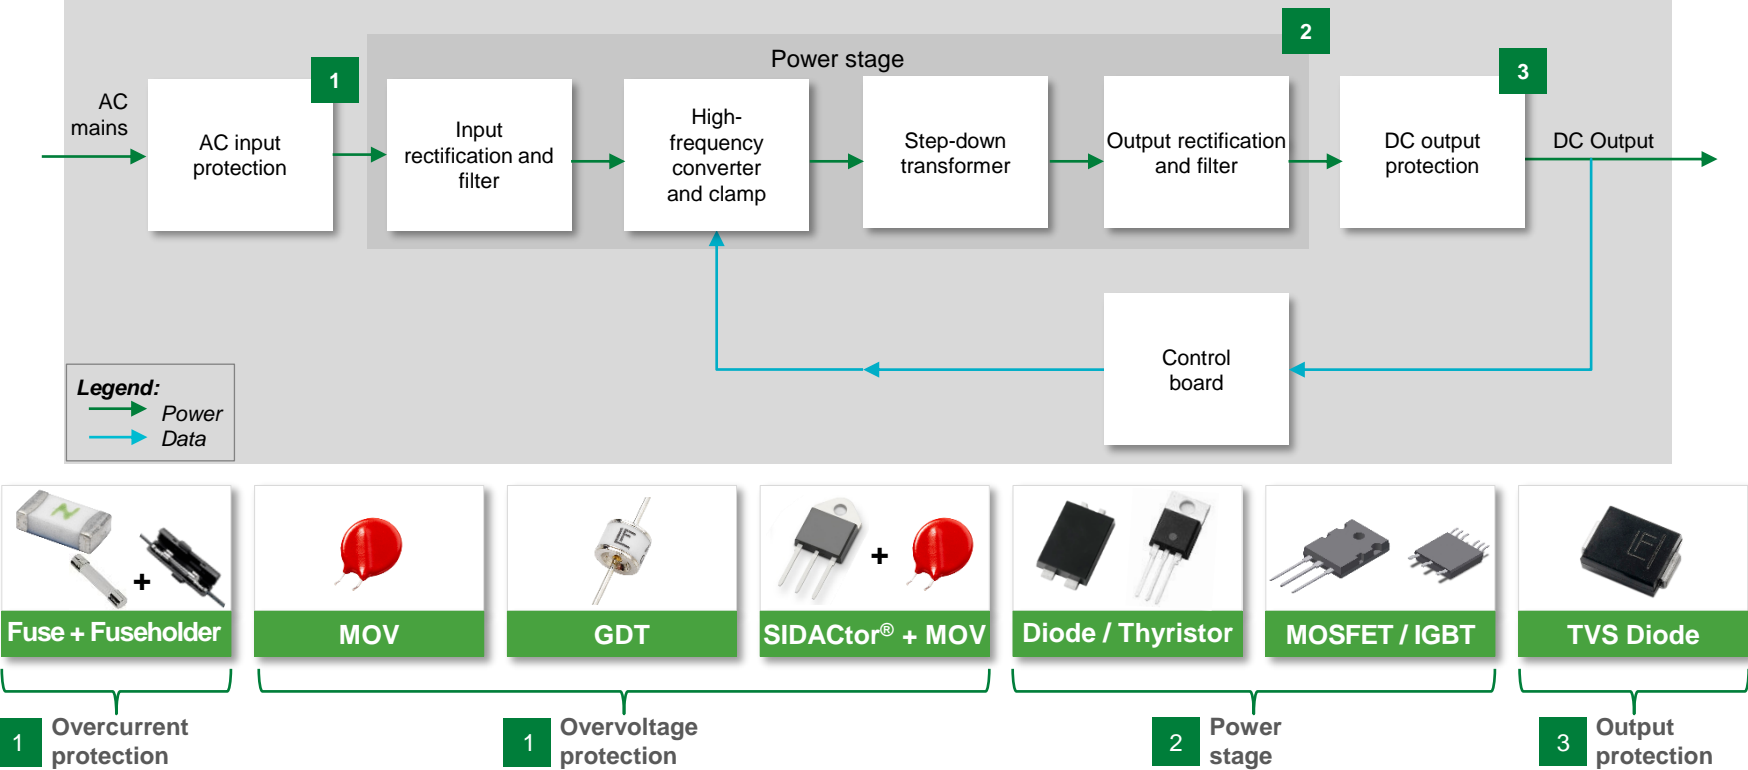 2
Power stage
1
3
AC
mains
AC input
protection
Input
rectification and
filter
High-
frequency
converter
and clamp
Step-down
transformer
Output rectification
and filter
DC output
protection
DC Output
Control
board
Legend:
Power
Data
N
+
LF
+
Fuse + Fuseholder
MOV
GDT
SIDACtor® + MOV
Diode / Thyristor
MOSFET / IGBT
TVS Diode
1
Overcurrent
protection
1
Overvoltage
protection
2
Power
stage
3
Output
protection